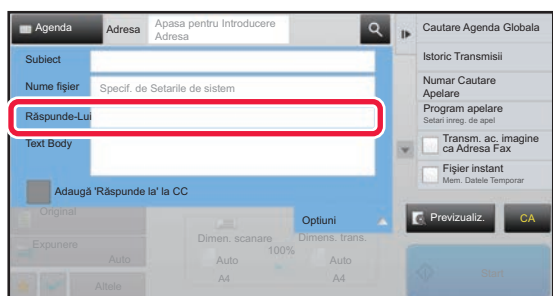 Agenda
Adresa
Apasa pentru Introducere
Adresa
Subiect
Nume fișier
Specif. de Setarile de sistem
Răspunde-Lui
Text Body
Adaugă 'Răspunde la' la CC
Optiuni
Original
Expunere
Auto
Altele
Dimen. scanare
100%
Dimens. trans.
Auto
A4
Auto
A4
Cautare Agenda Globala
Istoric Transmisii
Numar Cautare
Apelare
Program apelare
Setari inreg. de apel
Transm. ac. imagine
ca Adresa Fax
Fișier instant
Mem. Datele Temporar
Previzualiz.
CA
Start